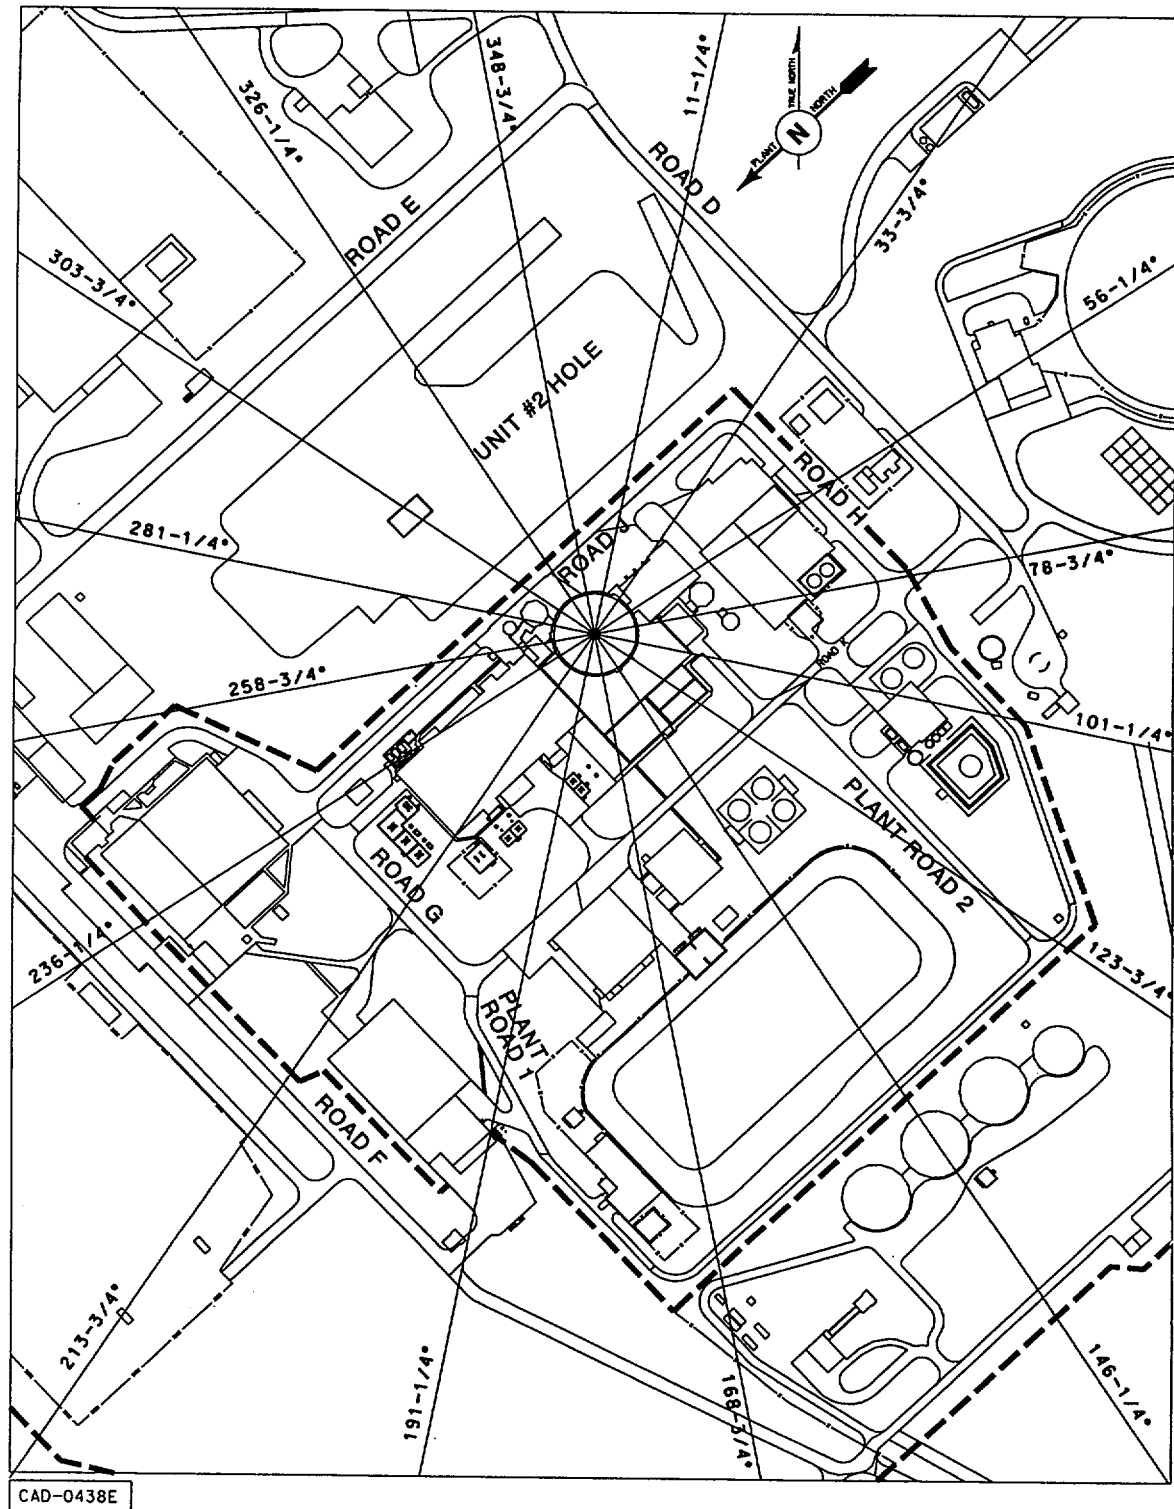 326-1/4°
348-3/4°
11-1/4°
TRUE NORTH
PLANT NORTH
N
ROAD D
ROAD E
33-3/4°
303-3/4°
56-1/4°
UNIT #2 HOLE
ROAD H
281-1/4°
ROAD J
78-3/4°
258-3/4°
ROAD K
101-1/4°
PLANT ROAD 2
ROAD G
236-1/4°
123-3/4°
PLANT
ROAD 1
ROAD F
213-3/4°
191-1/4°
168-3/4°
146-1/4°
CAD-0438E